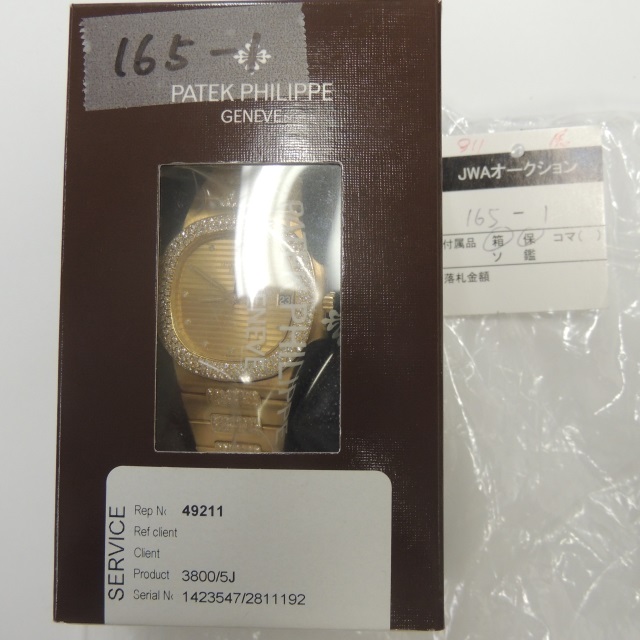 165-1
PATEK PHILIPPE
GENEVE
SERVICE
Rep No 49211
Ref client
Client
Product 3800/5J
Serial No 1423547/2811192
JWAオークション
165-1
付属品 箱 保 コマ( )
ソ 鑑
落札金額